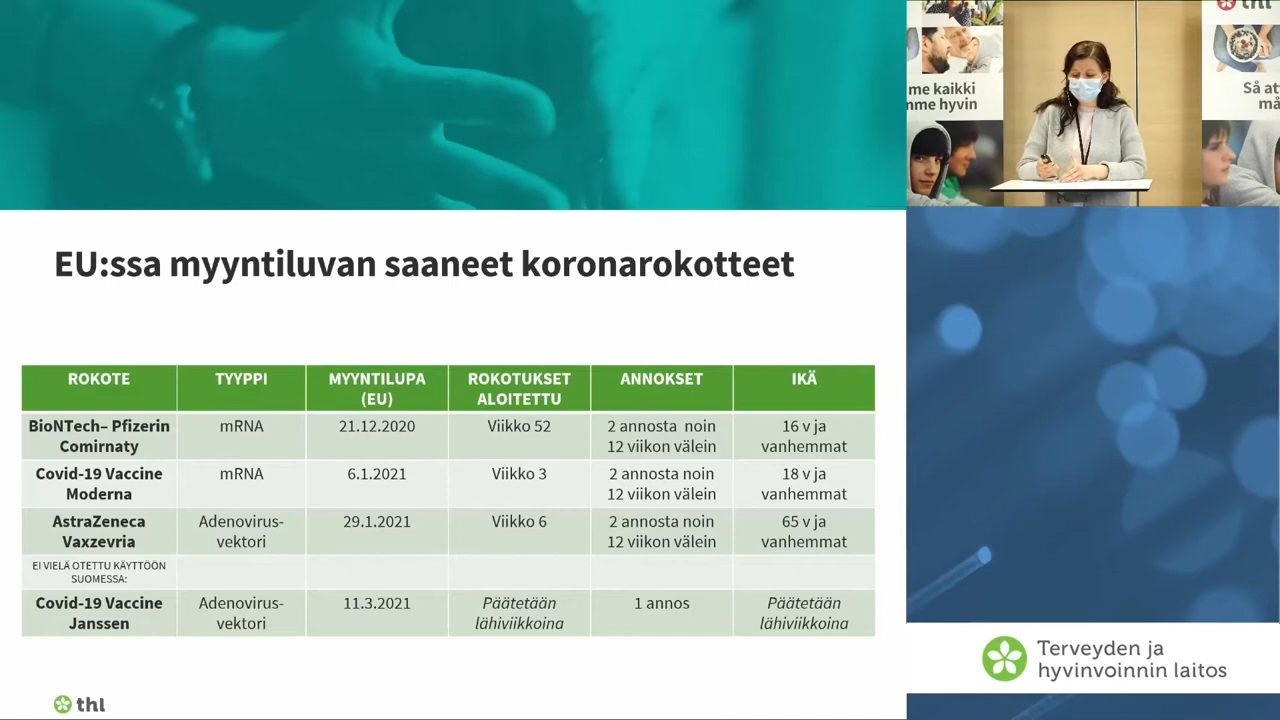 EU:ssa myyntiluvan saaneet koronarokotteet
ROKOTE TYYPPI MYYNTILUPA (EU) ROKOTUKSET ALOITETTU ANNOKSET IKÄ
BioNTech– Pfizerin Comirnaty mRNA 21.12.2020 Viikko 52 2 annosta noin 12 viikon välein 16 v ja vanhemmat
Covid-19 Vaccine Moderna mRNA 6.1.2021 Viikko 3 2 annosta noin 12 viikon välein 18 v ja vanhemmat
AstraZeneca Vaxzevria Adenovirus-vektori 29.1.2021 Viikko 6 2 annosta noin 12 viikon välein 65 v ja vanhemmat
EI VIELÄ OTETTU KÄYTTÖÖN SUOMESSA:
Covid-19 Vaccine Janssen Adenovirus-vektori 11.3.2021 Päätetään lähiviikkoina 1 annos Päätetään lähiviikkoina
thl
thl
me kaikki
mme hyvin
Så at
må
Terveyden ja
hyvinvoinnin laitos